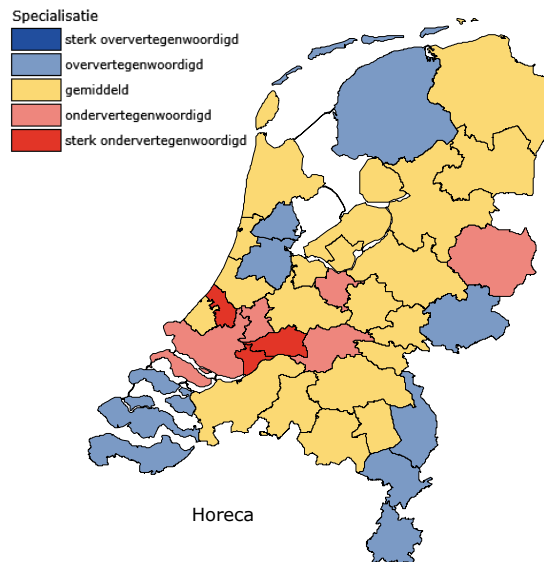 Specialisatie
sterk oververtegenwoordigd
oververtegenwoordigd
gemiddeld
ondervertegenwoordigd
sterk ondervertegenwoordigd
Horeca